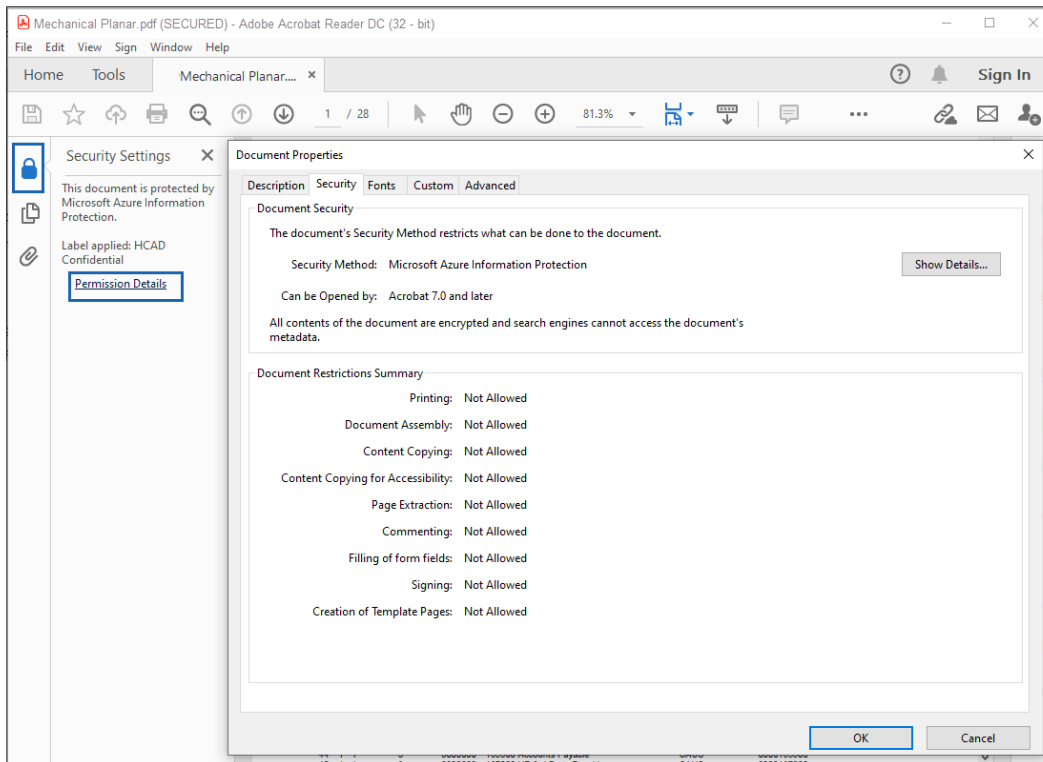 Mechanical Planar.pdf (SECURED) - Adobe Acrobat Reader DC (32 - bit)
File Edit View Sign Window Help
Home Tools Mechanical Planar.... × Sign In
1 / 28 81.3%
Security Settings
This document is protected by
Microsoft Azure Information
Protection.
Label applied: HCAD
Confidential
Permission Details
Document Properties
Description Security Fonts Custom Advanced
Document Security
The document's Security Method restricts what can be done to the document.
Security Method: Microsoft Azure Information Protection
Show Details...
Can be Opened by: Acrobat 7.0 and later
All contents of the document are encrypted and search engines cannot access the document's
metadata.
Document Restrictions Summary
Printing: Not Allowed
Document Assembly: Not Allowed
Content Copying: Not Allowed
Content Copying for Accessibility: Not Allowed
Page Extraction: Not Allowed
Commenting: Not Allowed
Filling of form fields: Not Allowed
Signing: Not Allowed
Creation of Template Pages: Not Allowed
OK Cancel